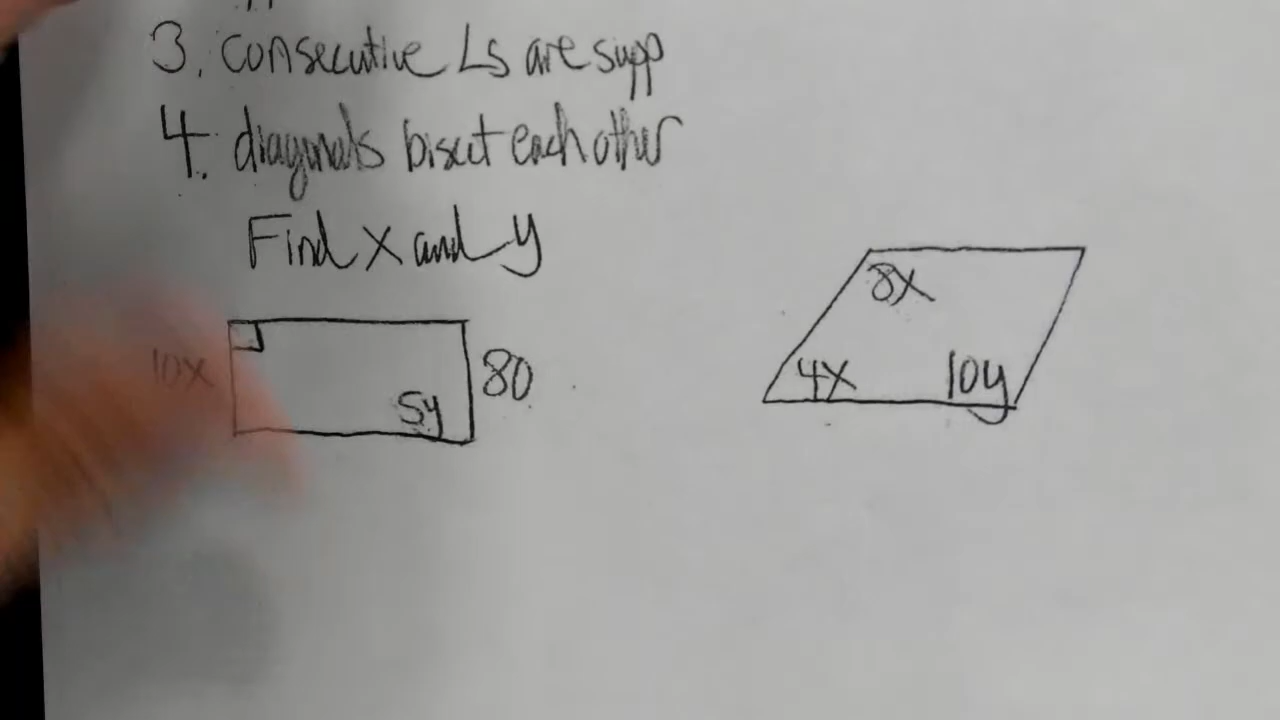 3. consecutive ∠s are supp
4. diagonals bisect each other
Find x and y
10x
5y
80
8x
4x
10y